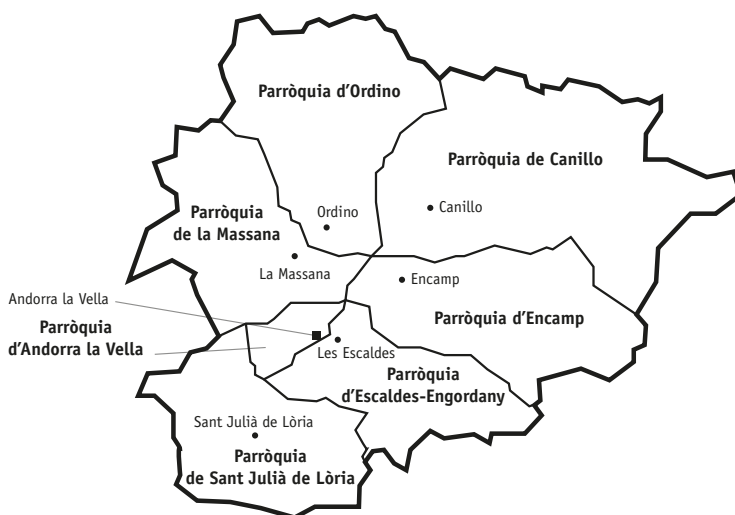 Parròquia d'Ordino
Parròquia de Canillo
Canillo
Parròquia
de la Massana
Ordino
La Massana
Encamp
Andorra la Vella
Parròquia
d'Andorra la Vella
Parròquia d'Encamp
Les Escaldes
Parròquia
d'Escaldes-Engordany
Sant Julià de Lòria
Parròquia
de Sant Julià de Lòria